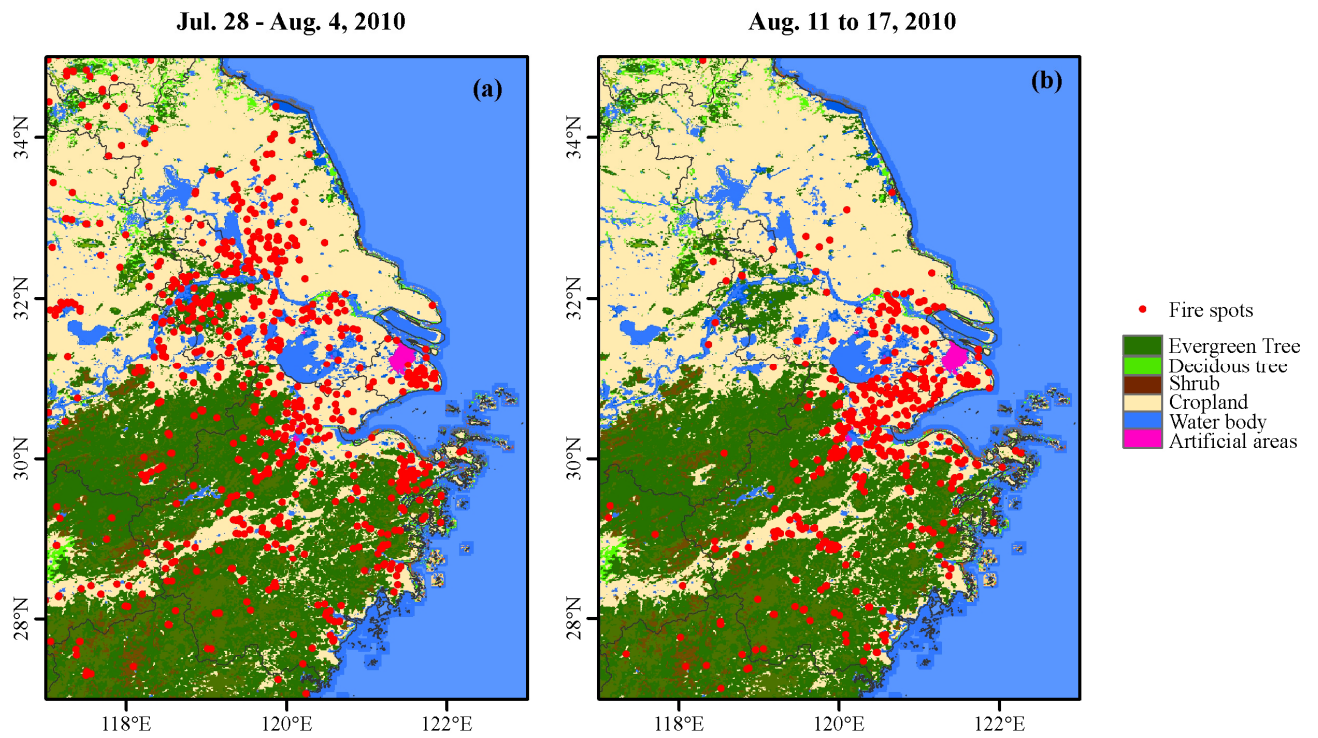 Jul. 28 - Aug. 4, 2010
Aug. 11 to 17, 2010
(a)
(b)
34°N
32°N
30°N
28°N
34°N
32°N
30°N
28°N
118°E
120°E
122°E
118°E
120°E
122°E
Fire spots
Evergreen Tree
Decidous tree
Shrub
Cropland
Water body
Artificial areas